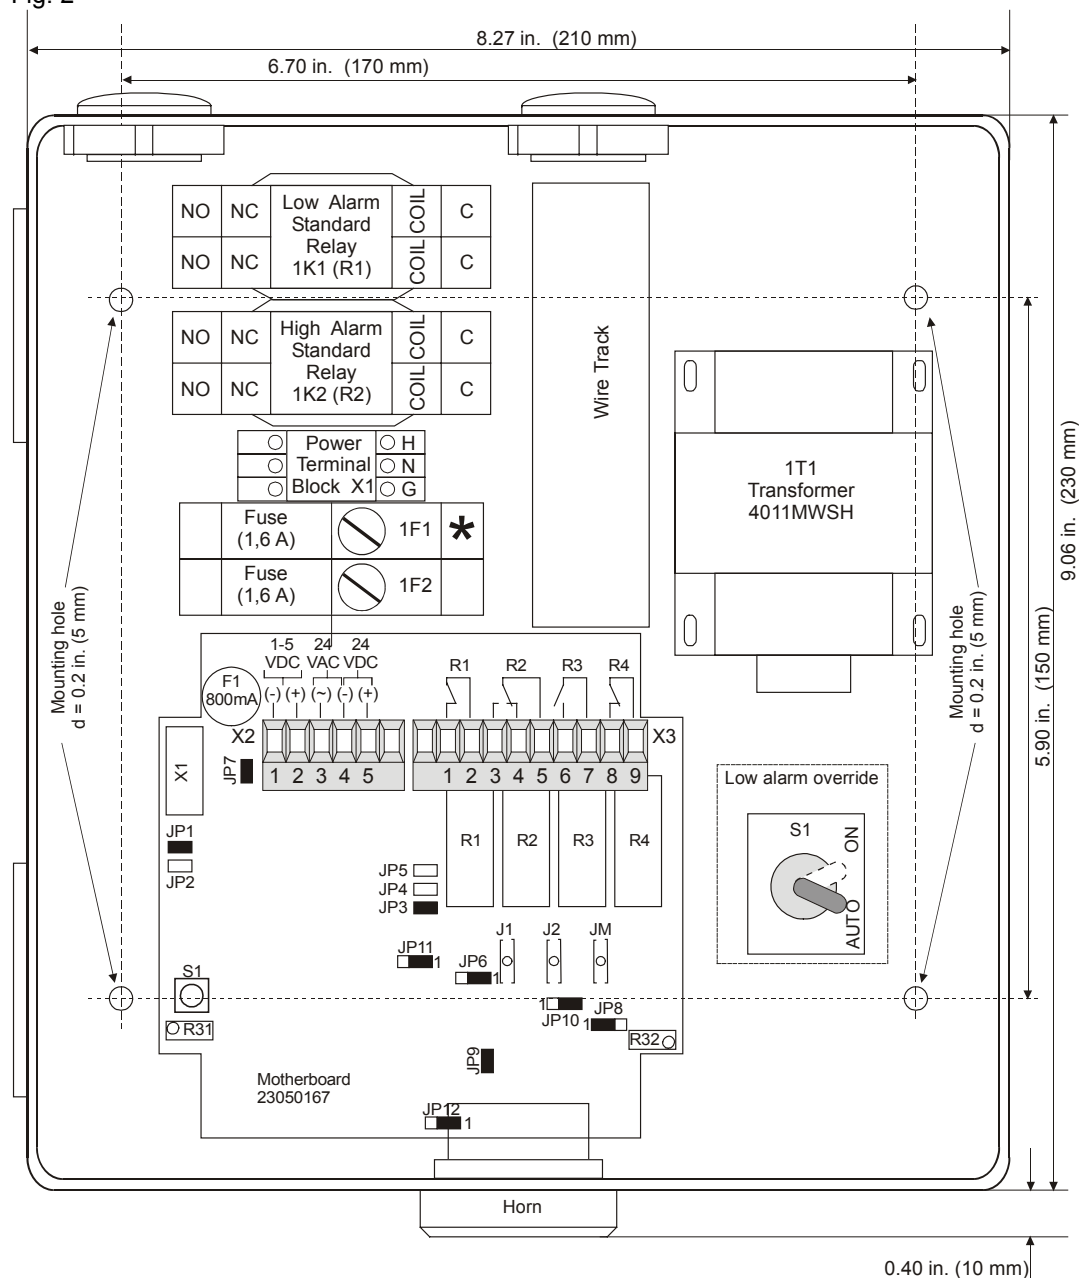 Fig. 2
8.27 in. (210 mm)
6.70 in. (170 mm)
NO NC Low Alarm COIL C
Standard
Relay
NO NC 1K1 (R1) COIL C
NO NC High Alarm COIL C
Standard
Relay
NO NC 1K2 (R2) COIL C
Wire Track
Power H
Terminal N
Block X1 G
1T1
Transformer
4011MWSH
Fuse
(1,6 A) 1F1 *
Fuse
(1,6 A) 1F2
9.06 in. (230 mm)
5.90 in. (150 mm)
Mounting hole
d = 0.2 in. (5 mm)
Mounting hole
d = 0.2 in. (5 mm)
1-5 24 24
VDC VAC VDC
F1
800mA
(-) (+) (~) (-) (+)
R1 R2 R3 R4
X2 X3
X1
JP7
1 2 3 4 5
1 2 3 4 5 6 7 8 9
Low alarm override
S1
ON
AUTO
R1 R2 R3 R4
JP1
JP2
JP5
JP4
JP3
J1 J2 JM
JP11 1
JP6 1
S1
R31
1
JP10
JP8
1
R32
JP9
Motherboard
23050167
JP12 1
Horn
0.40 in. (10 mm)